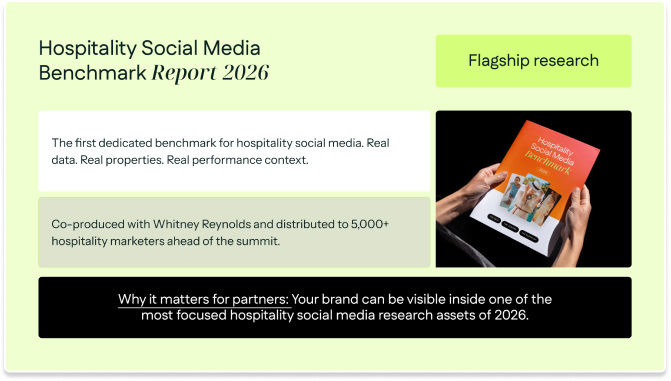 Hospitality Social Media
Benchmark Report 2026
Flagship research
The first dedicated benchmark for hospitality social media. Real
data. Real properties. Real performance context.
Hospitality
Social Media
Benchmark
Co-produced with Whitney Reynolds and distributed to 5,000+
hospitality marketers ahead of the summit.
Why it matters for partners: Your brand can be visible inside one of the
most focused hospitality social media research assets of 2026.